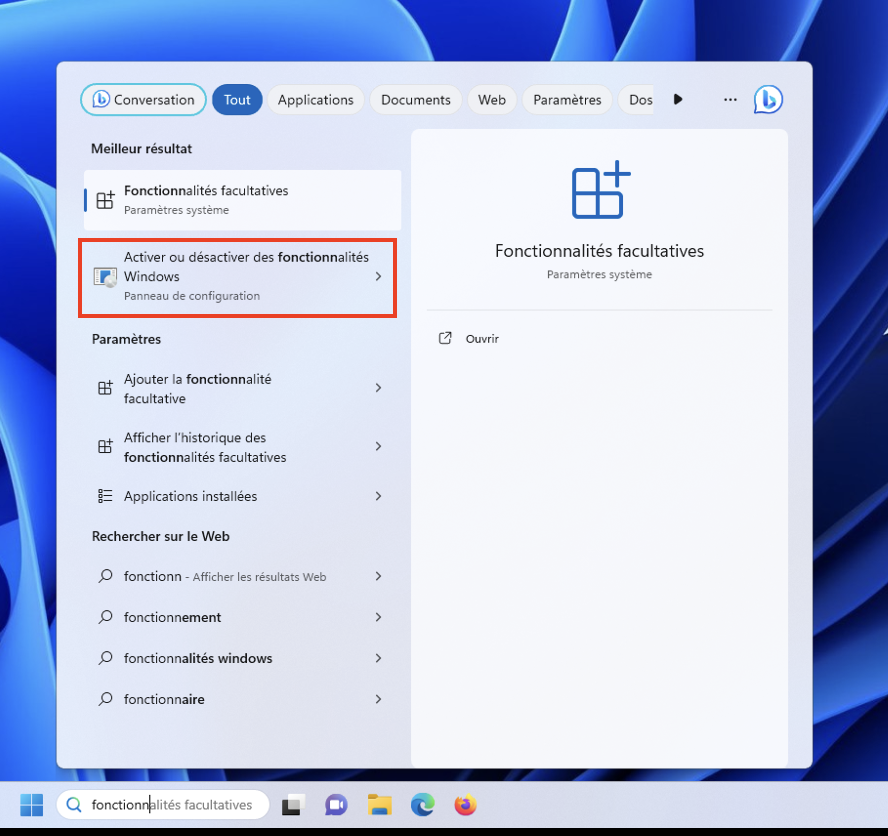 Conversation
Tout
Applications
Documents
Web
Paramètres
Dos
Meilleur résultat
Fonctionnalités facultatives
Paramètres système
Activer ou désactiver des fonctionnalités
Windows
Panneau de configuration
Paramètres
Ajouter la fonctionnalité
facultative
Afficher l'historique des
fonctionnalités facultatives
Applications installées
Rechercher sur le Web
fonctionn - Afficher les résultats Web
fonctionnement
fonctionnalités windows
fonctionnaire
Fonctionnalités facultatives
Paramètres système
Ouvrir
fonctionnalités facultatives